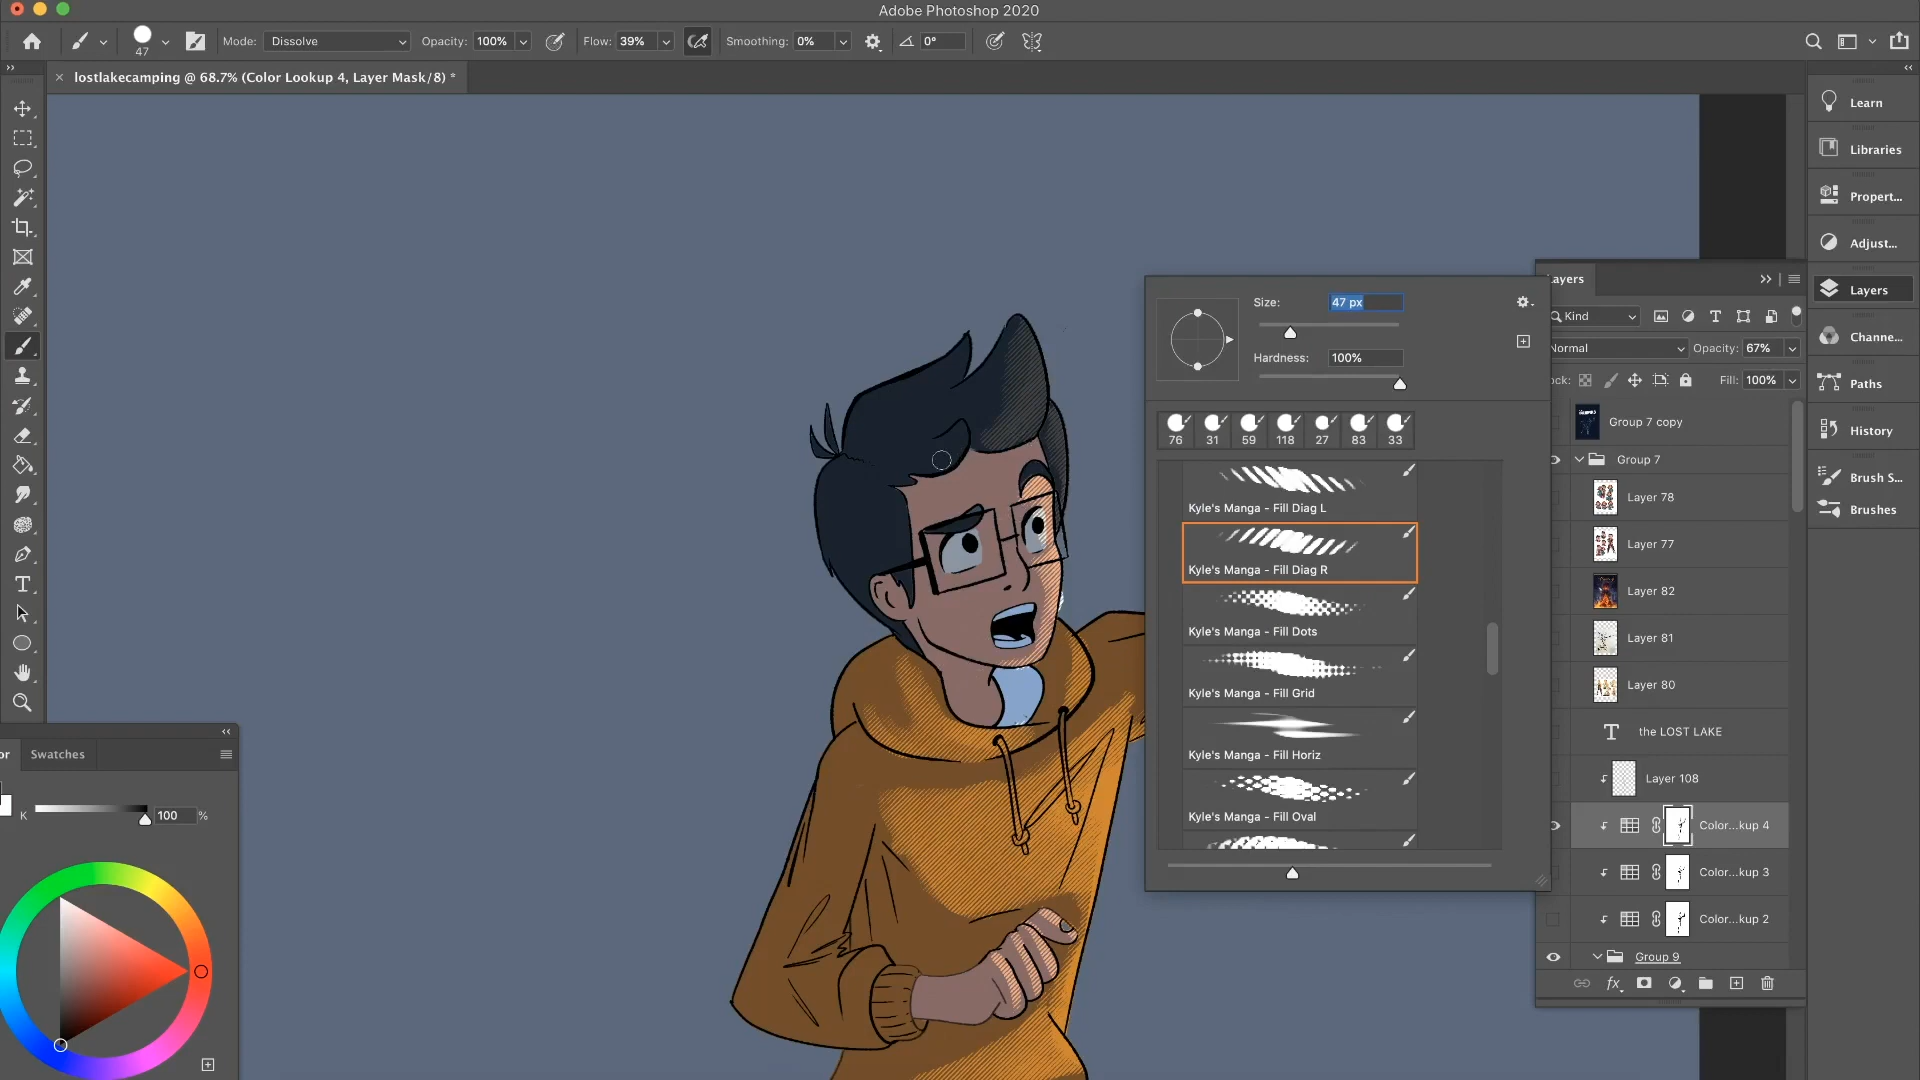 Adobe Photoshop 2020
47
Mode: Dissolve
Opacity: 100%
Flow: 39%
Smoothing: 0%
0°
lostlakecamping @ 68.7% (Color Lookup 4, Layer Mask/8) *
Learn
Libraries
Propert...
Adjust...
Layers
Channe...
Paths
History
Brush S...
Brushes
Size: 47 px
Hardness: 100%
76 31 59 118 27 83 33
Kyle's Manga - Fill Diag L
Kyle's Manga - Fill Diag R
Kyle's Manga - Fill Dots
Kyle's Manga - Fill Grid
Kyle's Manga - Fill Horiz
Kyle's Manga - Fill Oval
ayers
Kind
Normal
Opacity: 67%
ock:
Fill: 100%
Group 7 copy
Group 7
Layer 78
Layer 77
Layer 82
Layer 81
Layer 80
the LOST LAKE
Layer 108
Color...kup 4
Color...kup 3
Color...kup 2
Group 9
fx
or
Swatches
K 100 %